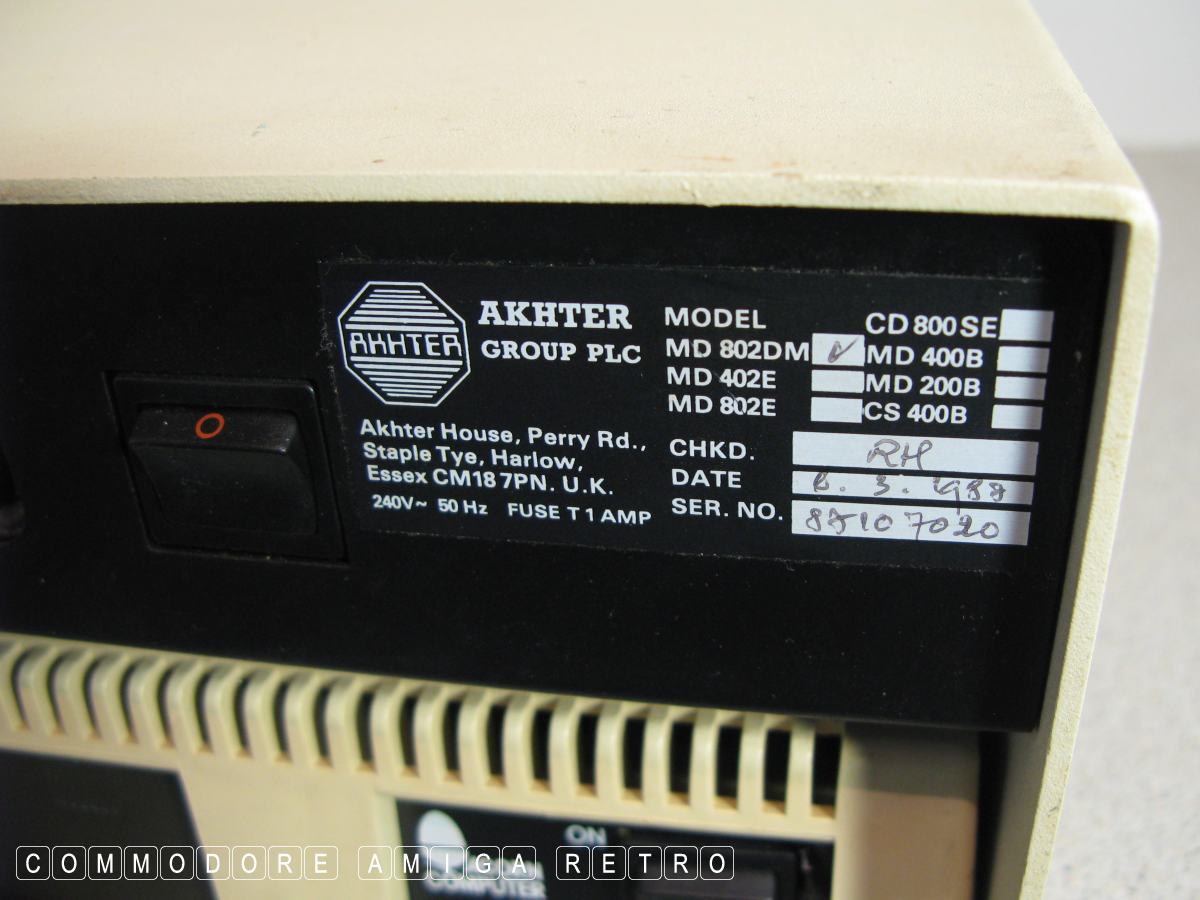 AKHTER
AKHTER
GROUP PLC
Akhter House, Perry Rd.,
Staple Tye, Harlow,
Essex CM18 7PN. U.K.
240V~ 50 Hz FUSE T 1 AMP
MODEL
CD 800 SE
MD 802DM ✓ MD 400B
MD 402E MD 200B
MD 802E CS 400B
CHKD. RH
DATE
SER. NO. 87107020
O
ON
COMPUTER
COMMODORE AMIGA RETRO